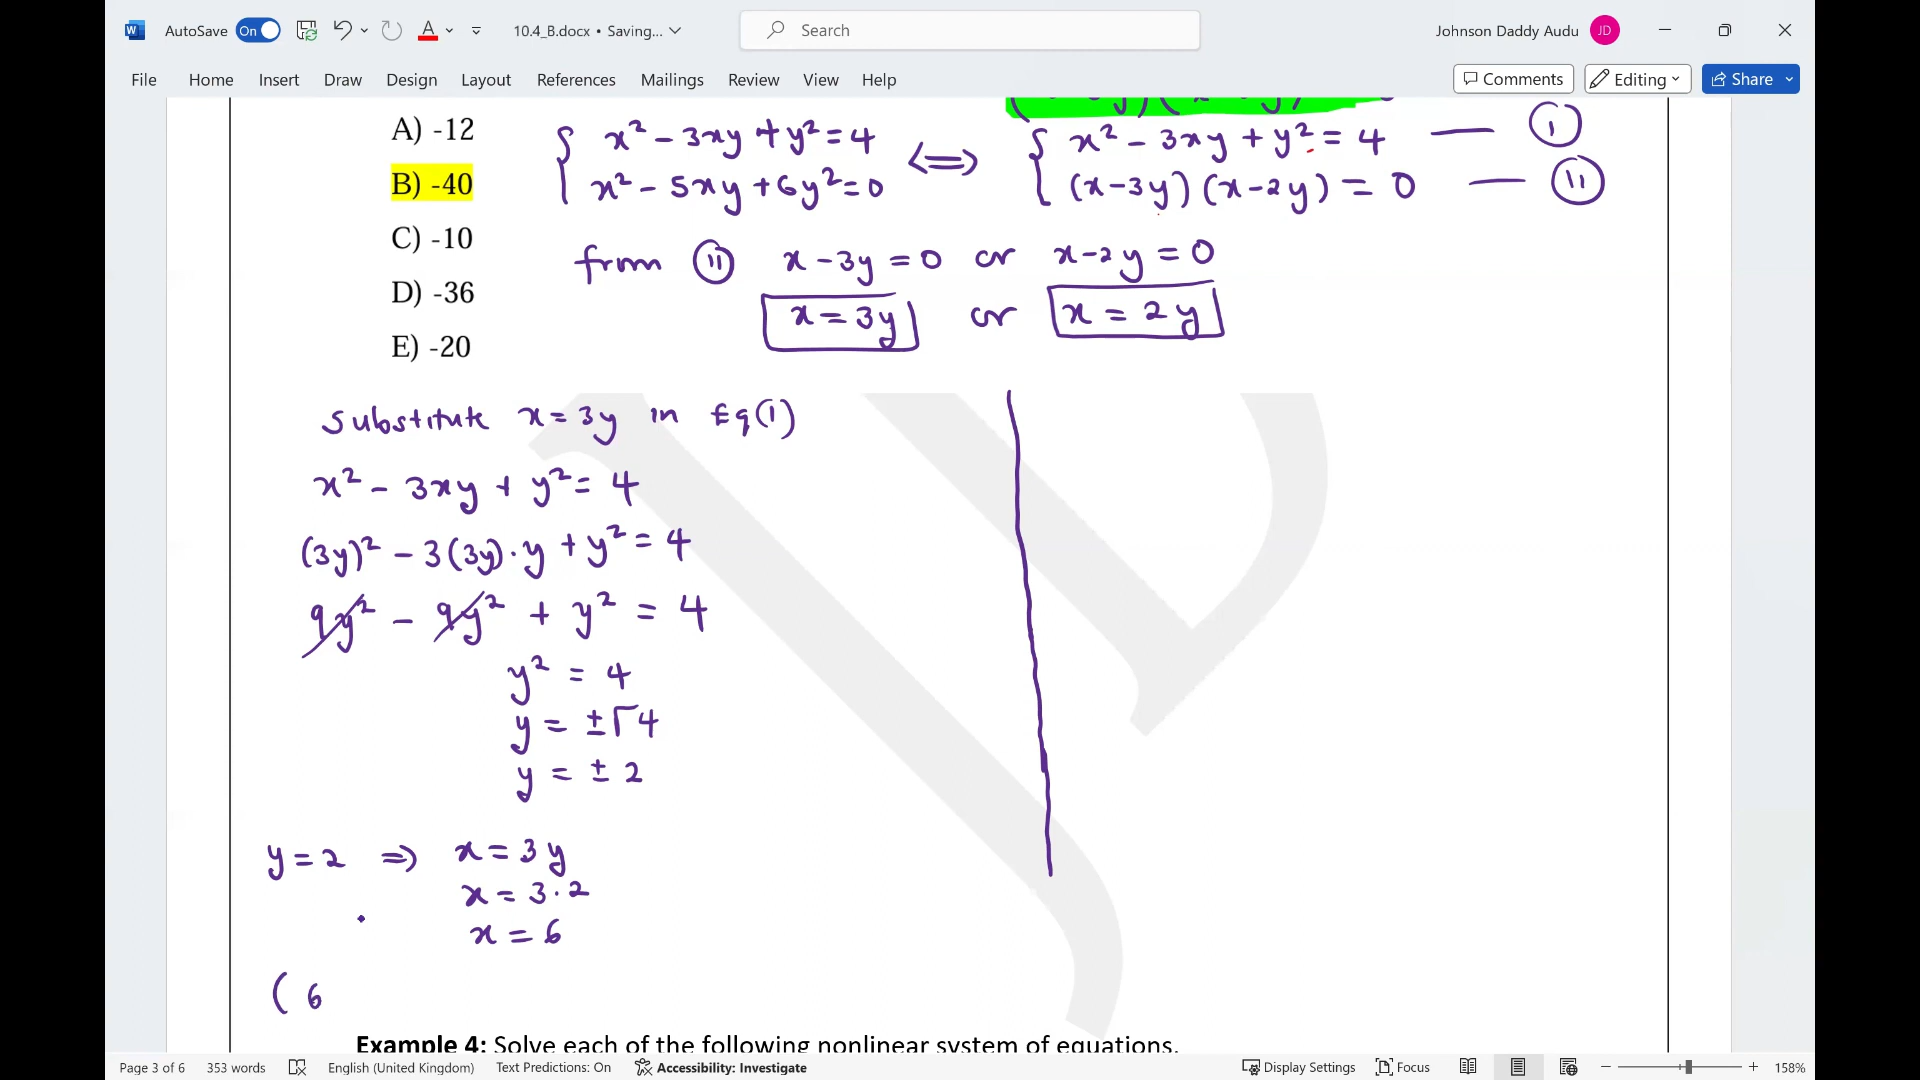 AutoSave On 10.4_B.docx • Saving... Search Johnson Daddy Audu JD
File Home Insert Draw Design Layout References Mailings Review View Help Comments Editing Share
A) -12
B) -40
C) -10
D) -36
E) -20
x² - 3xy + y² = 4 <=> x² - 3xy + y² = 4 — (I)
x² - 5xy + 6y² = 0 (x-3y)(x-2y) = 0 — (II)
from (II) x - 3y = 0 or x-2y = 0
x = 3y or x = 2y
substitute x = 3y in Eq(1)
x² - 3xy + y² = 4
(3y)² - 3(3y)·y + y² = 4
9y² - 9y² + y² = 4
y² = 4
y = ±√4
y = ± 2
y = 2 => x = 3y
x = 3·2
x = 6
( 6
Example 4: Solve each of the following nonlinear system of equations.
Page 3 of 6 353 words English (United Kingdom) Text Predictions: On Accessibility: Investigate Display Settings Focus 158%